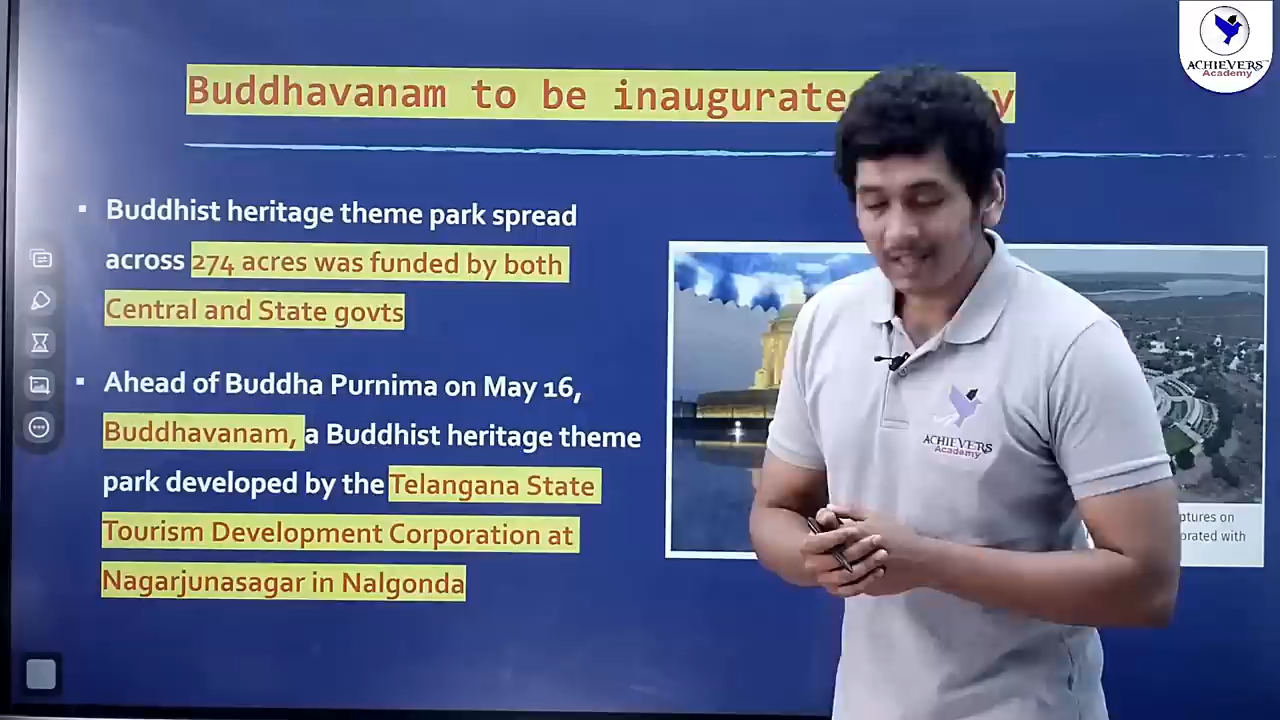 ACHIEVERS
Academy
Buddhavanam to be inaugurate
Buddhist heritage theme park spread
across 274 acres was funded by both
Central and State govts
Ahead of Buddha Purnima on May 16,
Buddhavanam, a Buddhist heritage theme
park developed by the Telangana State
Tourism Development Corporation at
Nagarjunasagar in Nalgonda
ACHIEVERS
Academy
on
with